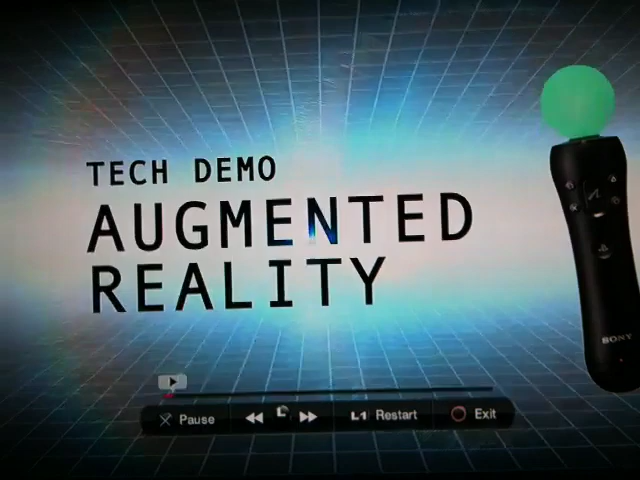 TECH DEMO
AUGMENTED
REALITY
SONY
Pause L1 Restart Exit